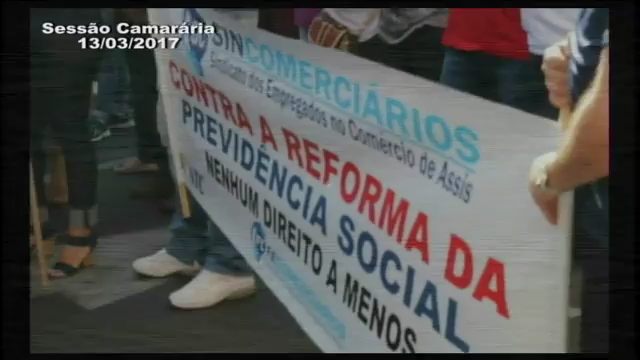 Sessão Camarária
13/03/2017
SINCOMERCIÁRIOS
Sindicato dos Empregados no Comércio de Assis
CONTRA A REFORMA DA
PREVIDÊNCIA SOCIAL
NENHUM DIREITO A MENOS